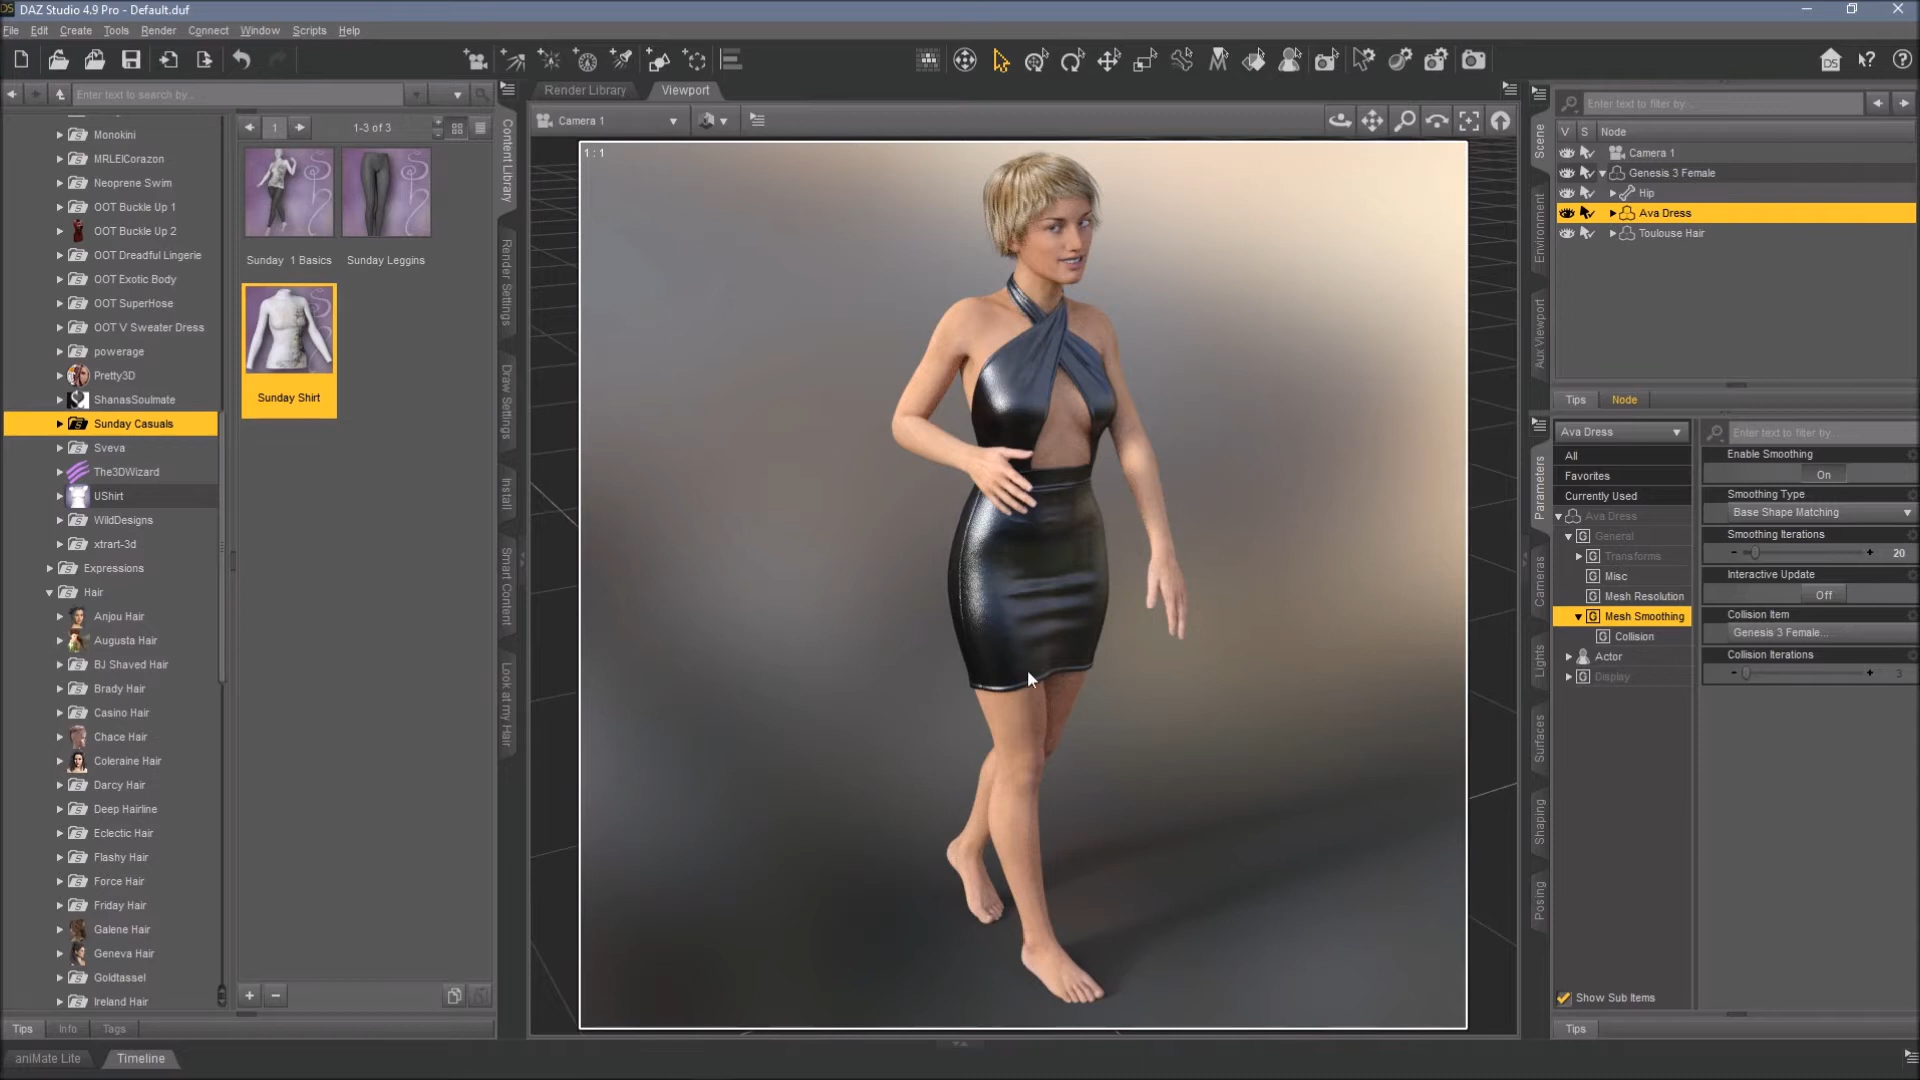 DAZ Studio 4.9 Pro - Default.duf
File Edit Create Tools Render Connect Window Scripts Help
Enter text to search by...
Monokini
MRLEICorazon
Neoprene Swim
OOT Buckle Up 1
OOT Buckle Up 2
OOT Dreadful Lingerie
OOT Exotic Body
OOT SuperHose
OOT V Sweater Dress
powerage
Pretty3D
ShanasSoulmate
Sunday Casuals
Sveva
The3DWizard
UShirt
WildDesigns
xtrart-3d
Expressions
Hair
Anjou Hair
Augusta Hair
BJ Shaved Hair
Brady Hair
Casino Hair
Chace Hair
Coleraine Hair
Darcy Hair
Deep Hairline
Eclectic Hair
Flashy Hair
Force Hair
Friday Hair
Galene Hair
Geneva Hair
Goldtassel
Ireland Hair
Tips Info Tags
aniMate Lite Timeline
1 1-3 of 3
Sunday 1 Basics Sunday Leggins
Sunday Shirt
Content Library
Render Settings
Draw Settings
Install
Smart Content
Look at my Hair
Render Library Viewport
Camera 1
1 : 1
Scene
Environment
Aux Viewport
Enter text to filter by...
V S Node
Camera 1
Genesis 3 Female
Hip
Ava Dress
Toulouse Hair
Tips Node
Parameters
Cameras
Lights
Surfaces
Shaping
Posing
Ava Dress
All
Favorites
Currently Used
Ava Dress
General
Transforms
Misc
Mesh Resolution
Mesh Smoothing
Collision
Actor
Display
Show Sub Items
Tips
Enter text to filter by...
Enable Smoothing
On
Smoothing Type
Base Shape Matching
Smoothing Iterations
20
Interactive Update
Off
Collision Item
Genesis 3 Female...
Collision Iterations
3